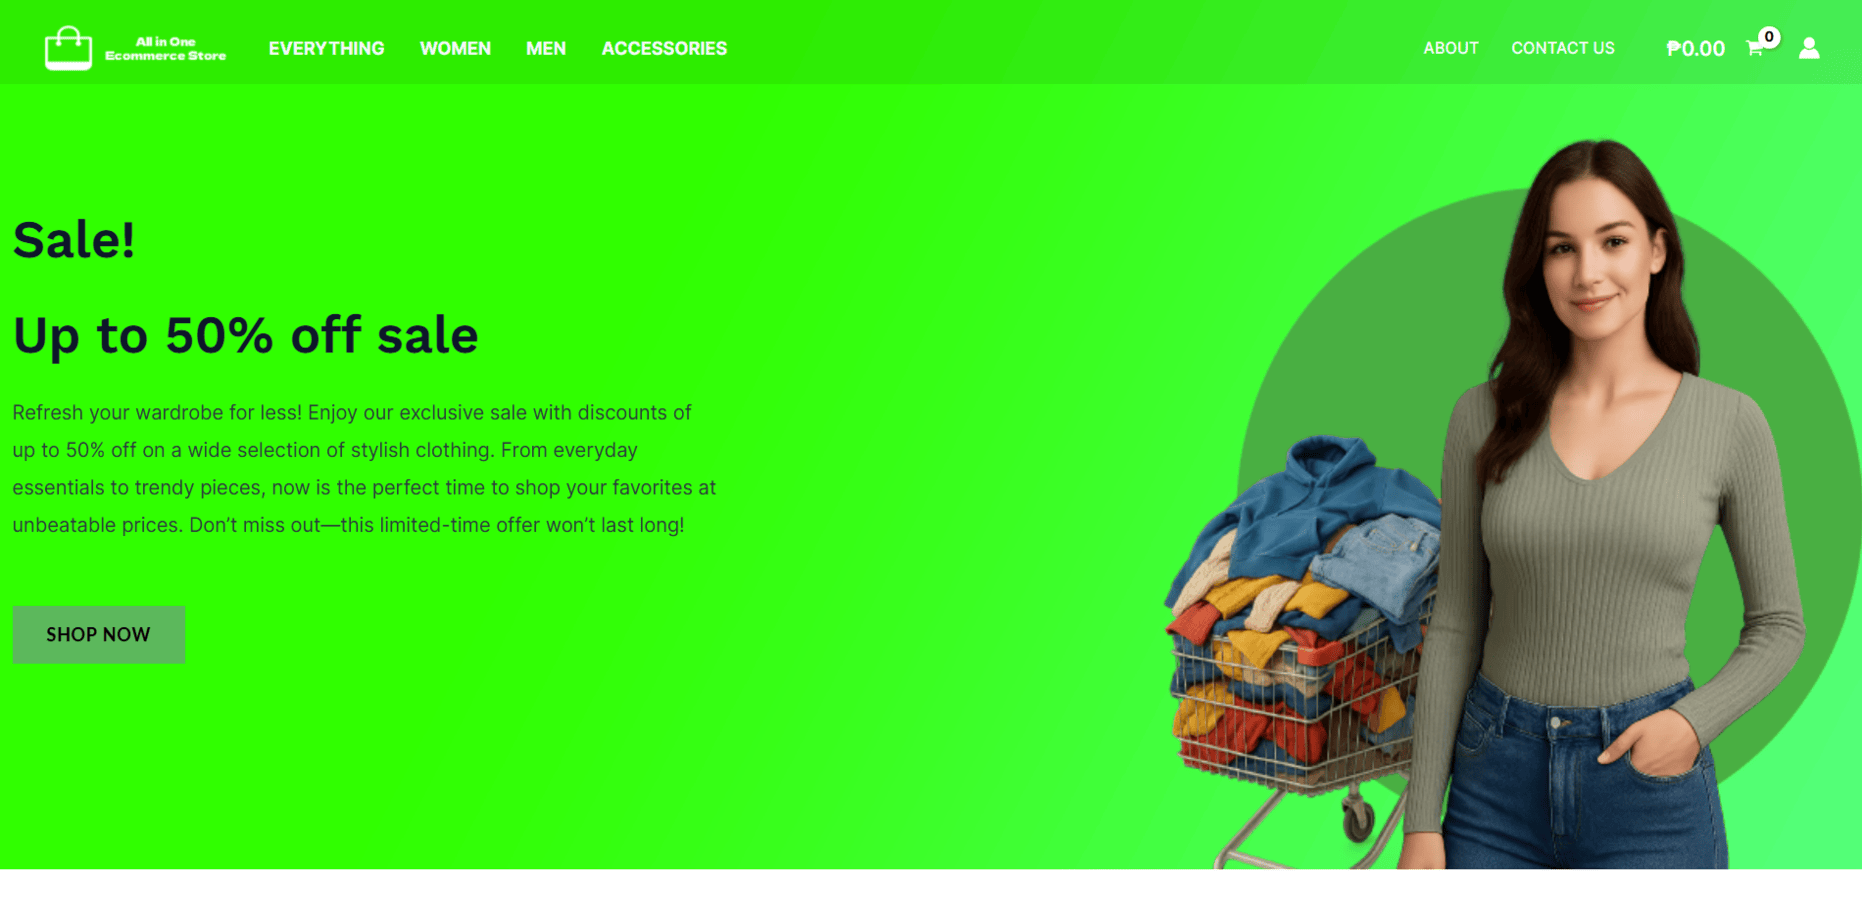 All in One
Ecommerce Store
EVERYTHING WOMEN MEN ACCESSORIES
ABOUT CONTACT US ₱0.00 0
Sale!
Up to 50% off sale
Refresh your wardrobe for less! Enjoy our exclusive sale with discounts of
up to 50% off on a wide selection of stylish clothing. From everyday
essentials to trendy pieces, now is the perfect time to shop your favorites at
unbeatable prices. Don’t miss out—this limited-time offer won’t last long!
SHOP NOW